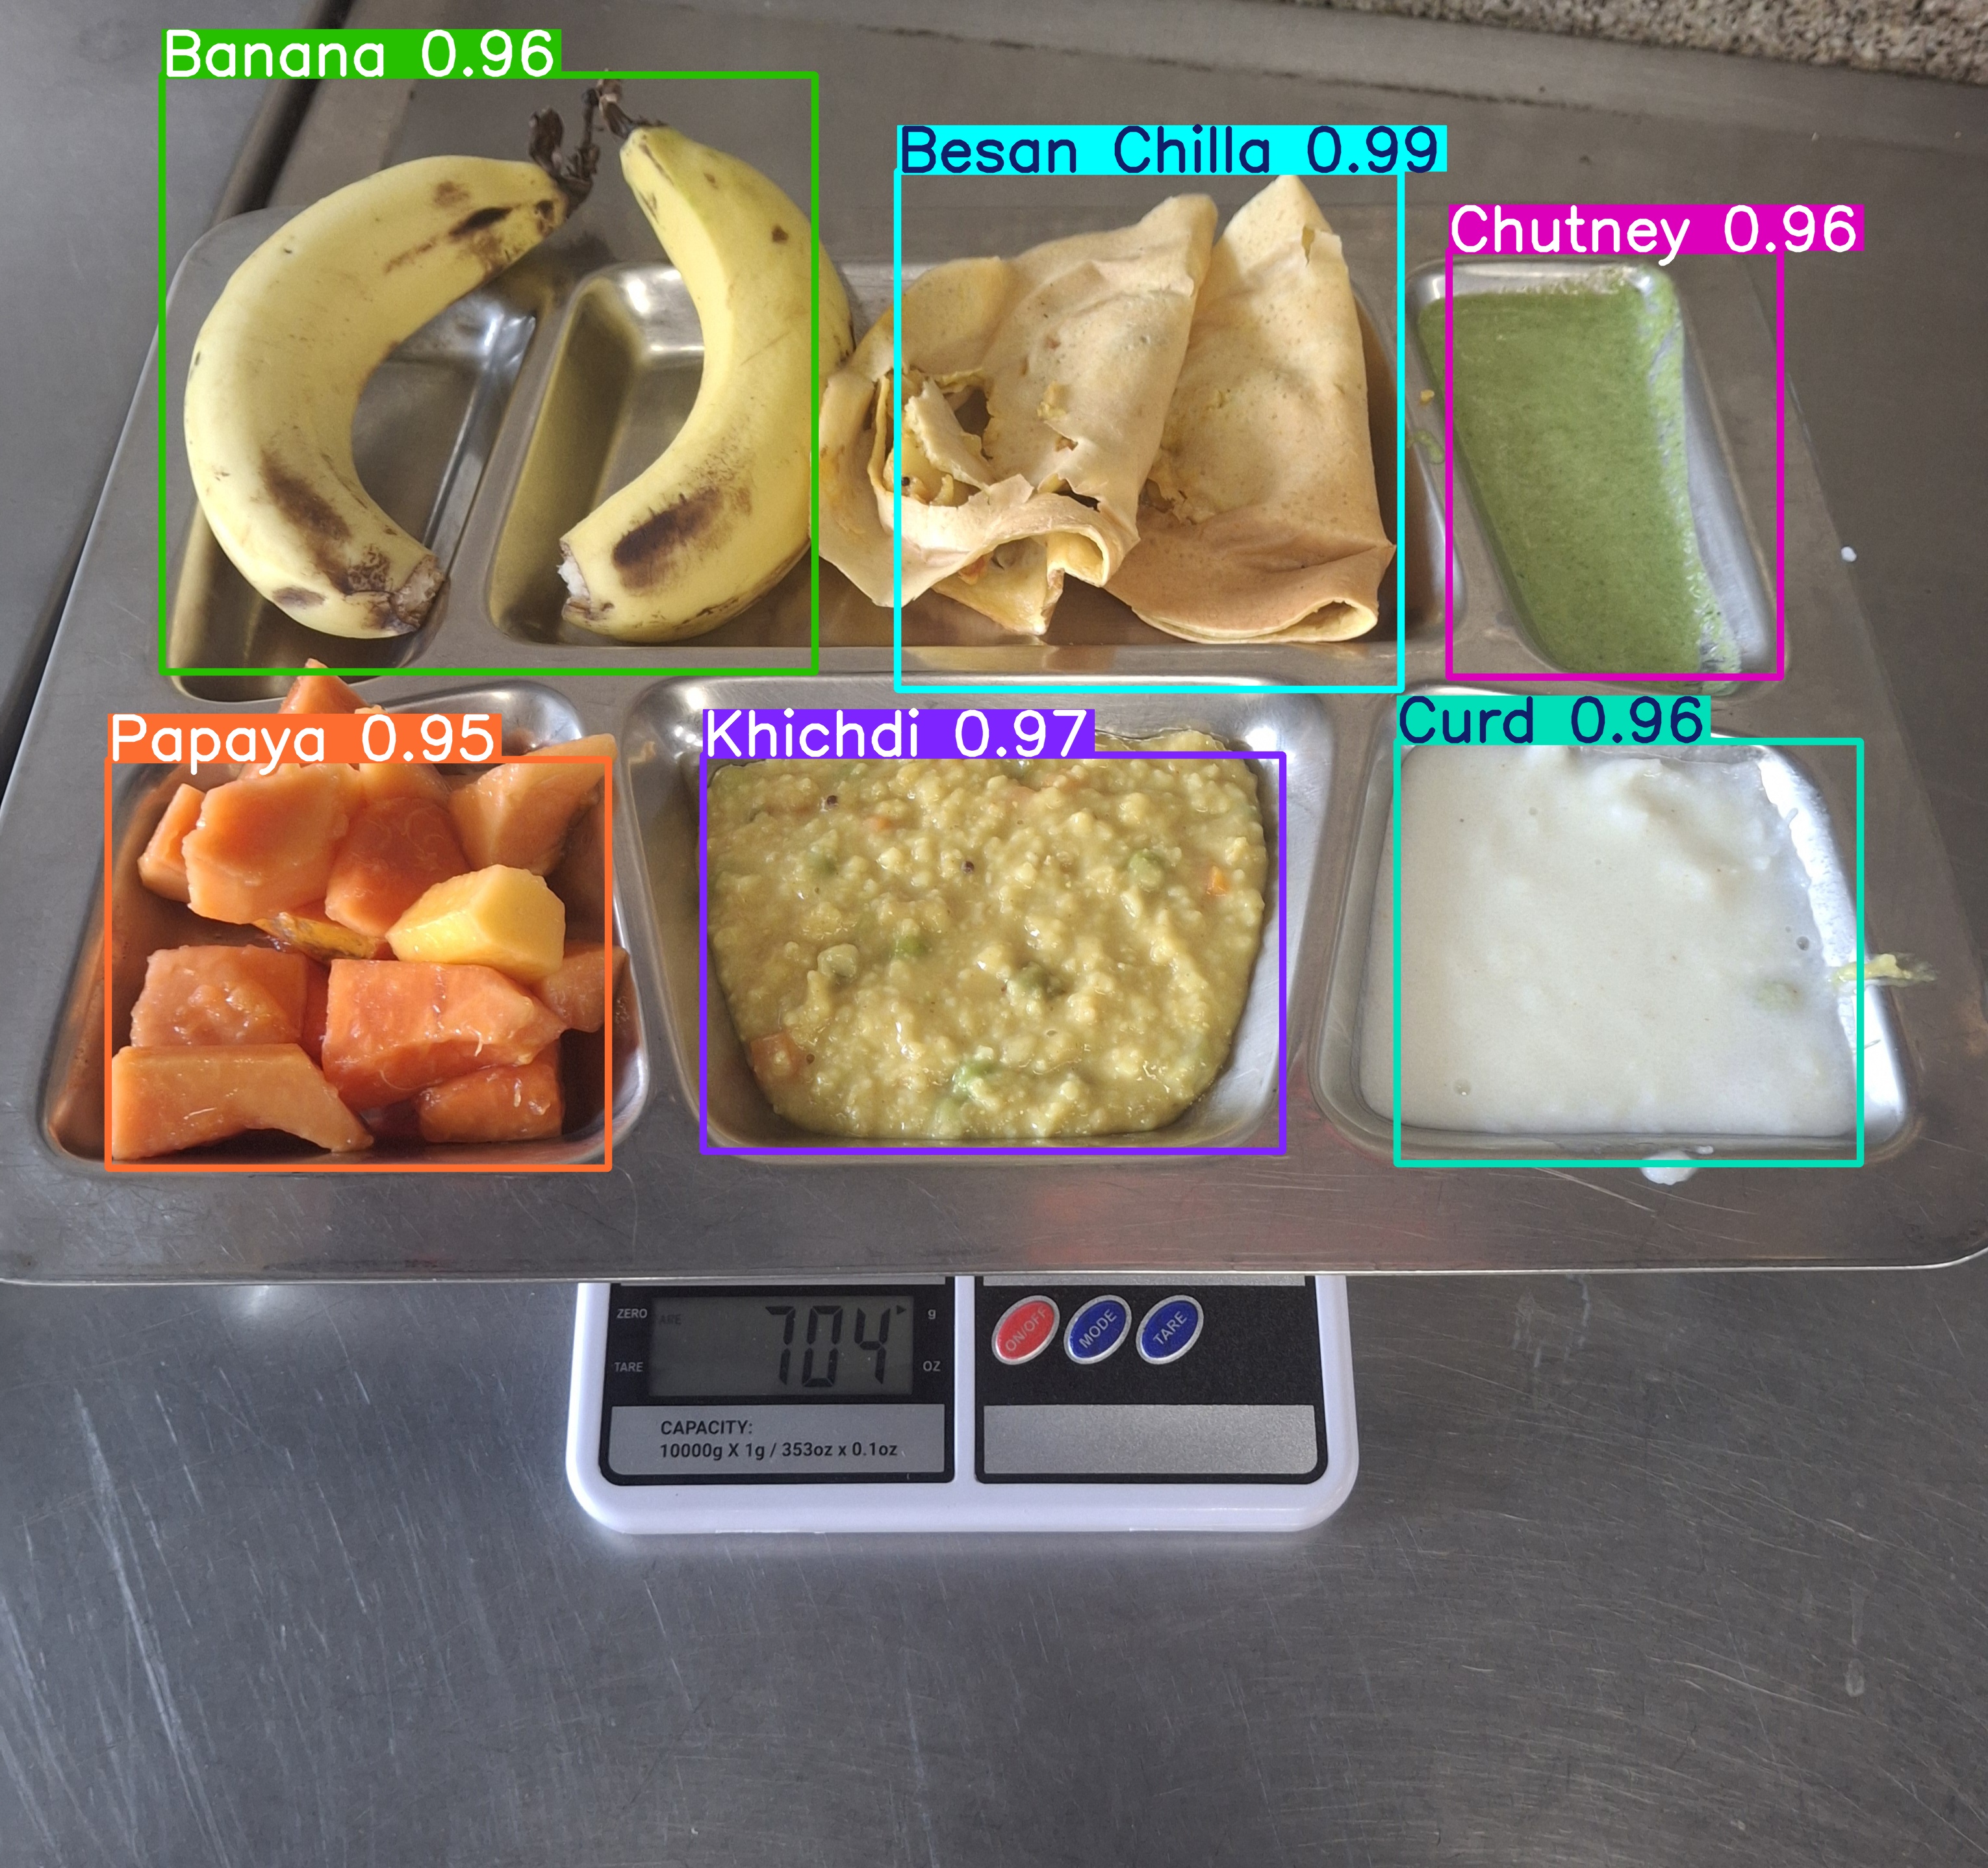 Banana 0.96
Besan Chilla 0.99
Chutney 0.96
Papaya 0.95
Khichdi 0.97
Curd 0.96
ZERO
TARE
704
g
TARE
OZ
ON/OFF
MODE
TARE
CAPACITY:
10000g X 1g / 353oz x 0.1oz